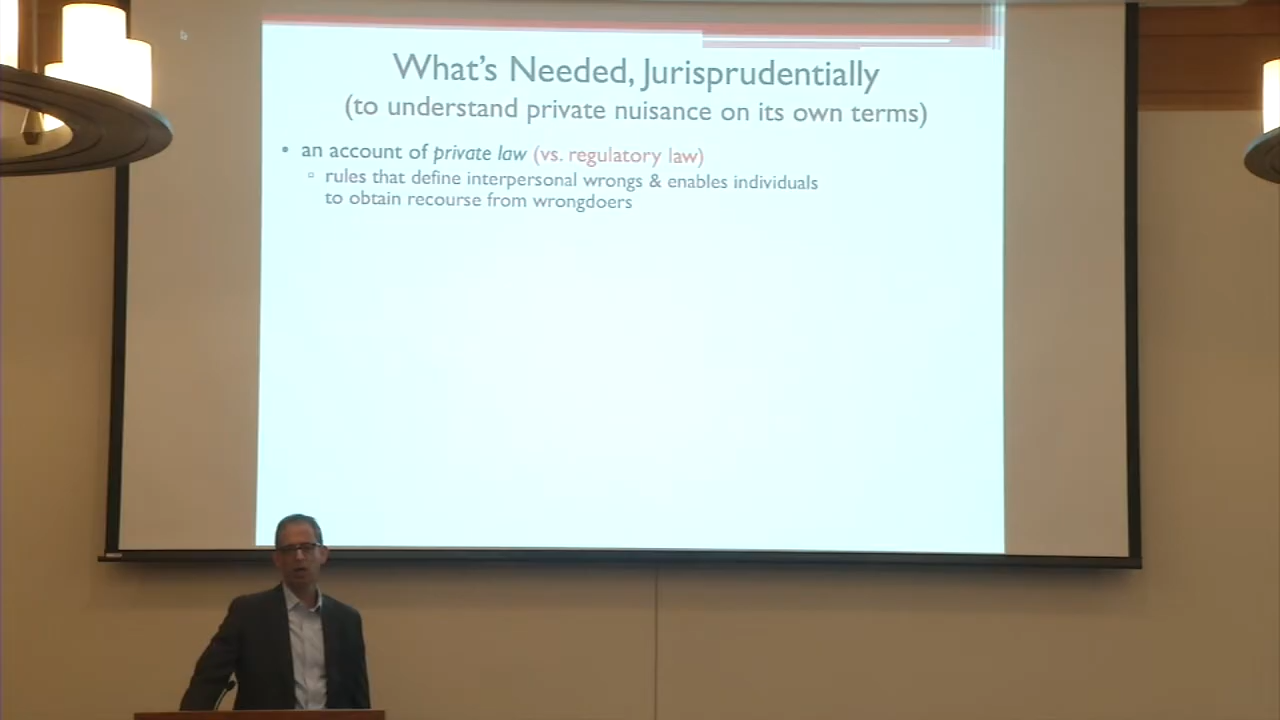 What's Needed, Jurisprudentially
(to understand private nuisance on its own terms)
• an account of private law (vs. regulatory law)
▫ rules that define interpersonal wrongs & enables individuals
to obtain recourse from wrongdoers